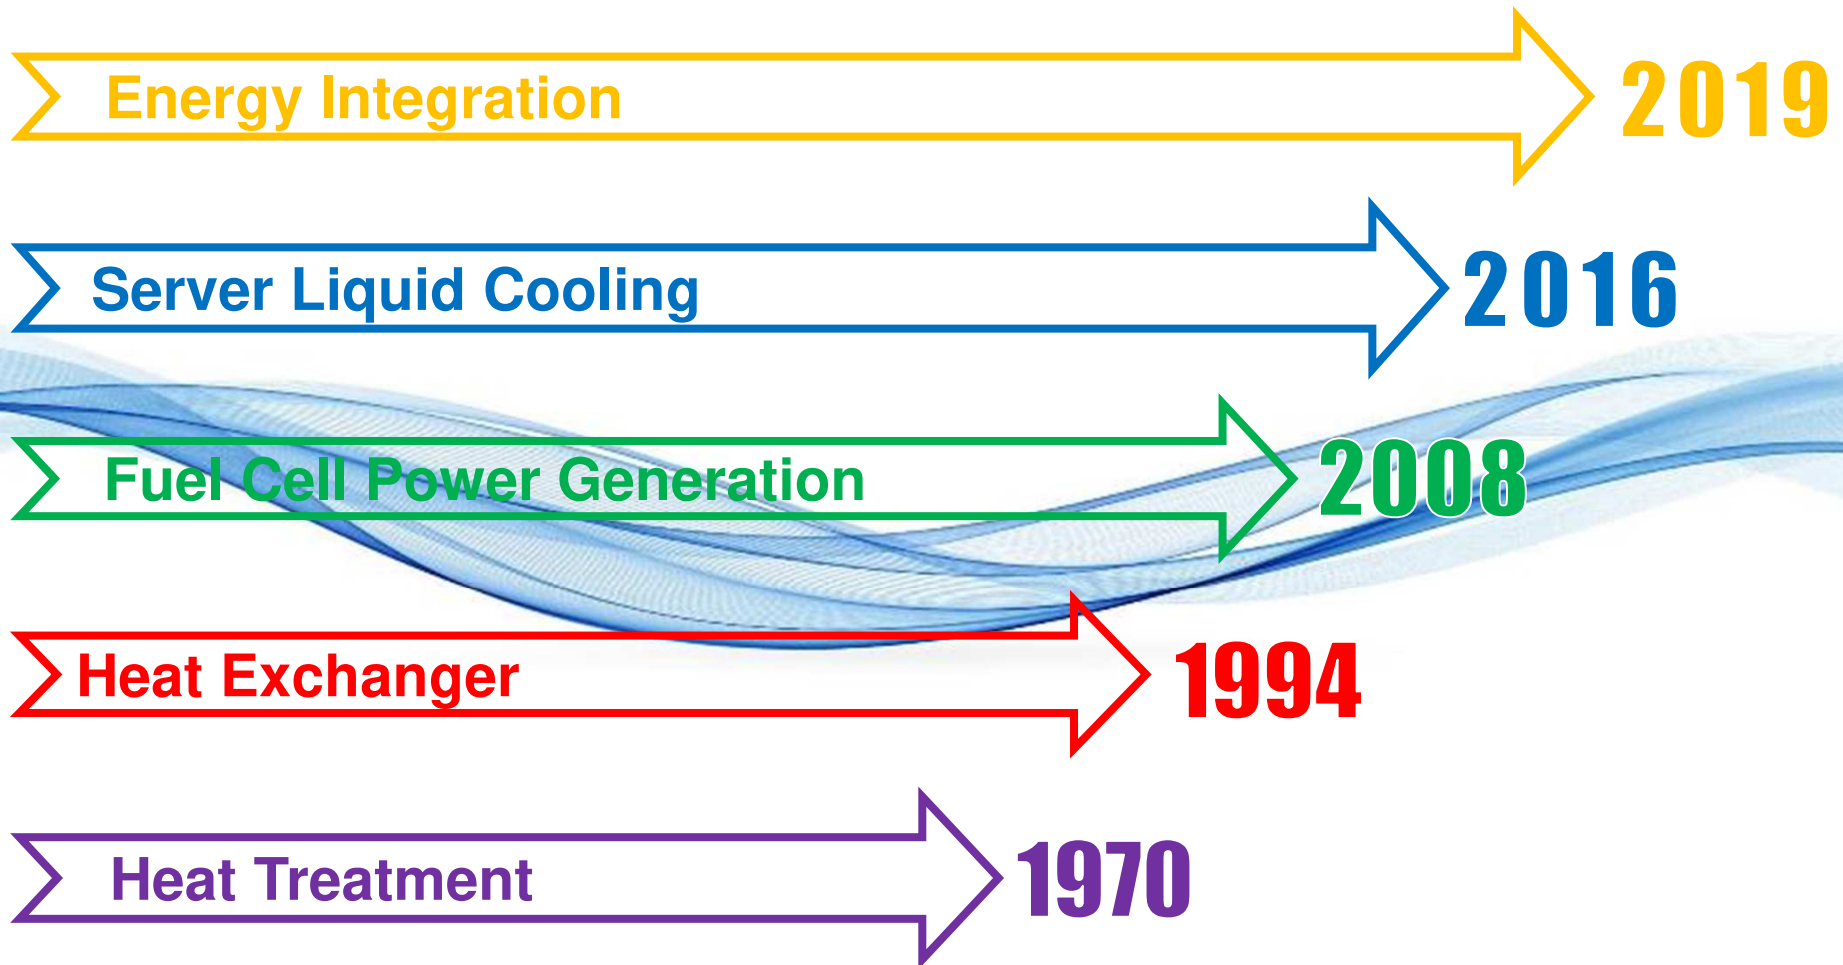 Energy Integration 2019
Server Liquid Cooling 2016
Fuel Cell Power Generation 2008
Heat Exchanger 1994
Heat Treatment 1970